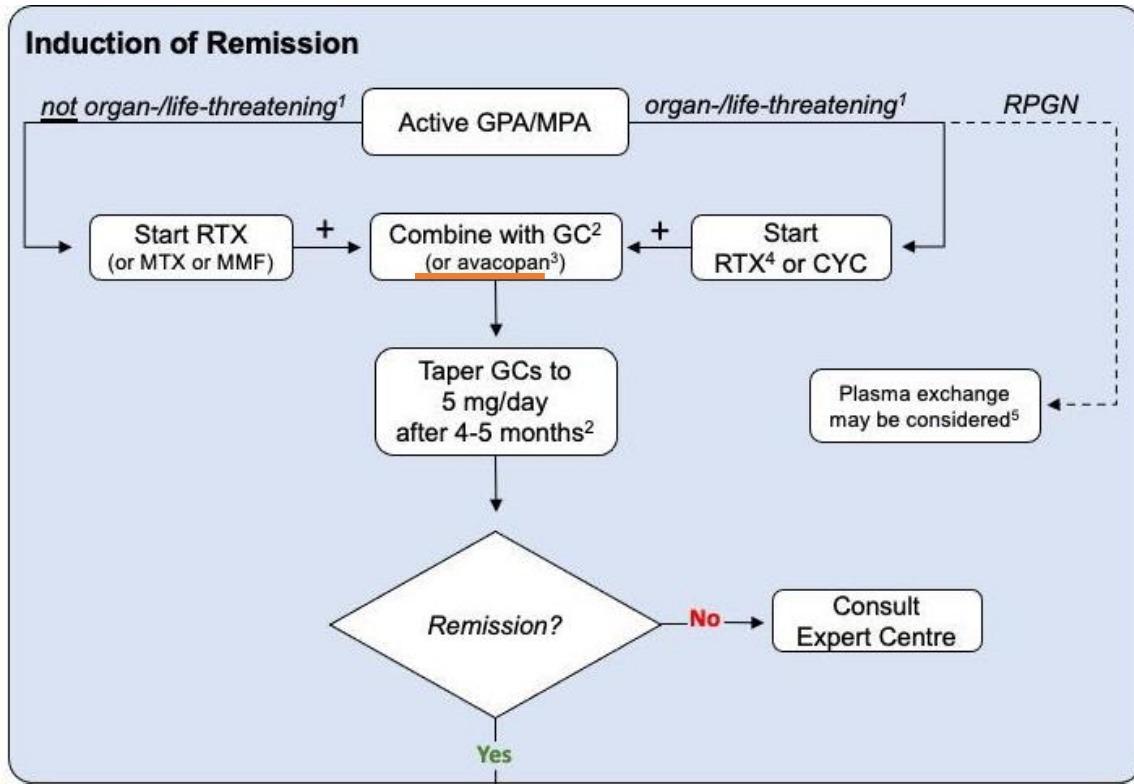 Induction of Remission
not organ-/life-threatening¹
Active GPA/MPA
organ-/life-threatening¹
RPGN
Start RTX
(or MTX or MMF)
+
Combine with GC²
(or avacopan³)
+
Start
RTX⁴ or CYC
Taper GCs to
5 mg/day
after 4-5 months²
Plasma exchange
may be considered⁵
Remission?
No
Consult
Expert Centre
Yes